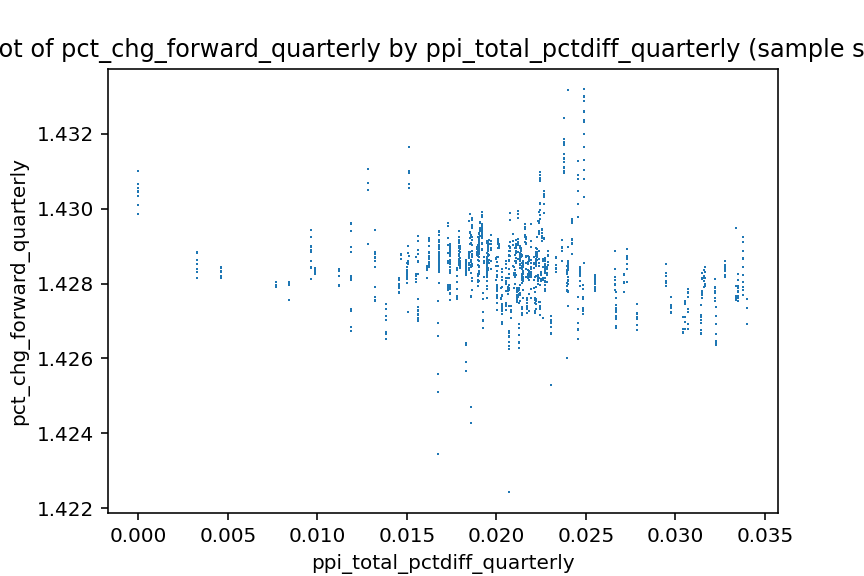 ot of pct_chg_forward_quarterly by ppi_total_pctdiff_quarterly (sample s
1.432
1.430
1.428
1.426
1.424
1.422
pct_chg_forward_quarterly
0.000 0.005 0.010 0.015 0.020 0.025 0.030 0.035
ppi_total_pctdiff_quarterly